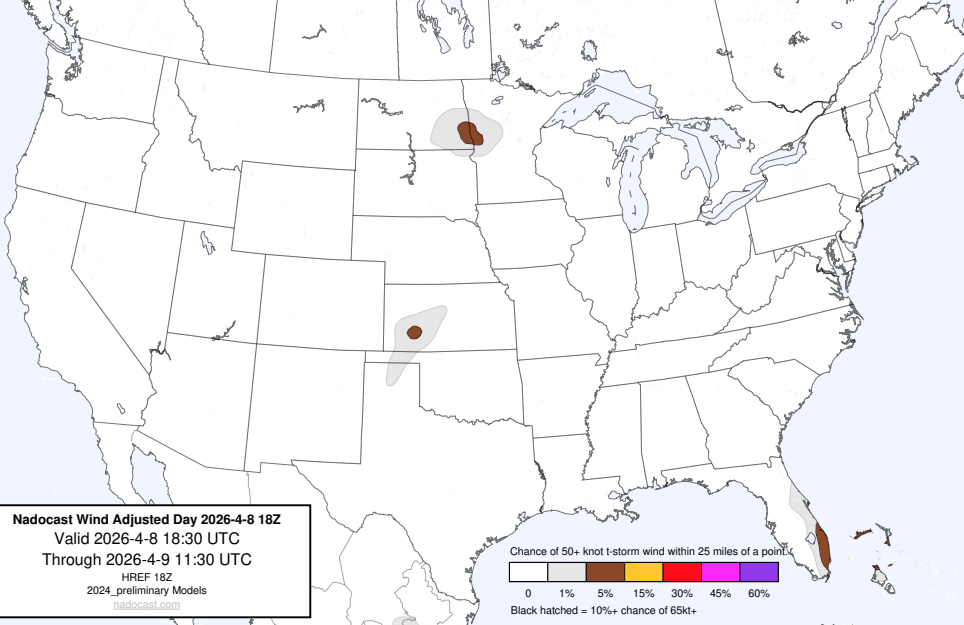 Nadocast Wind Adjusted Day 2026-4-8 18Z
Valid 2026-4-8 18:30 UTC
Through 2026-4-9 11:30 UTC
HREF 18Z
2024_preliminary Models
nadocast.com
Chance of 50+ knot t-storm wind within 25 miles of a point.
0 1% 5% 15% 30% 45% 60%
Black hatched = 10%+ chance of 65kt+